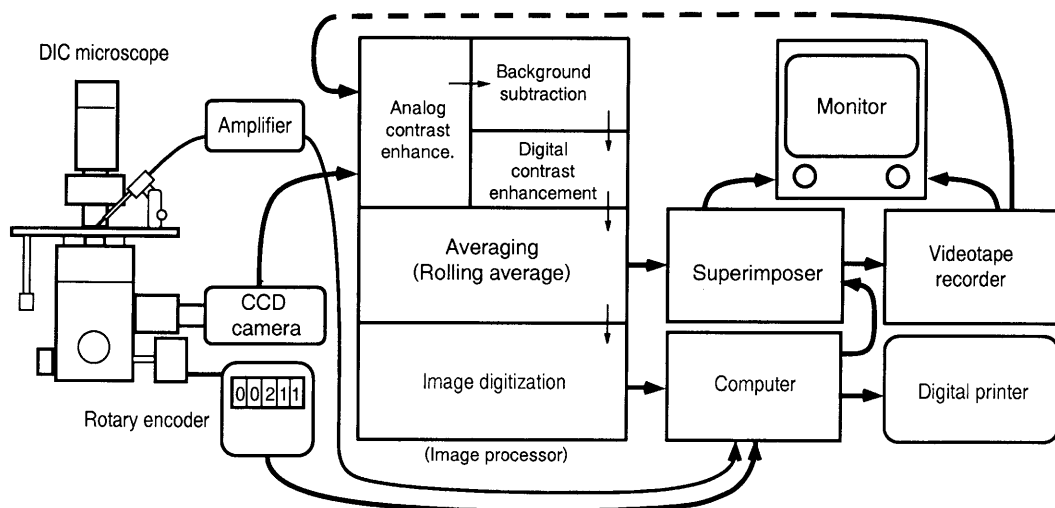 DIC microscope
Amplifier
CCD
camera
Rotary encoder
00211
Analog
contrast
enhance.
Background
subtraction
Digital
contrast
enhancement
Averaging
(Rolling average)
Image digitization
(Image processor)
Monitor
Superimposer
Videotape
recorder
Computer
Digital printer